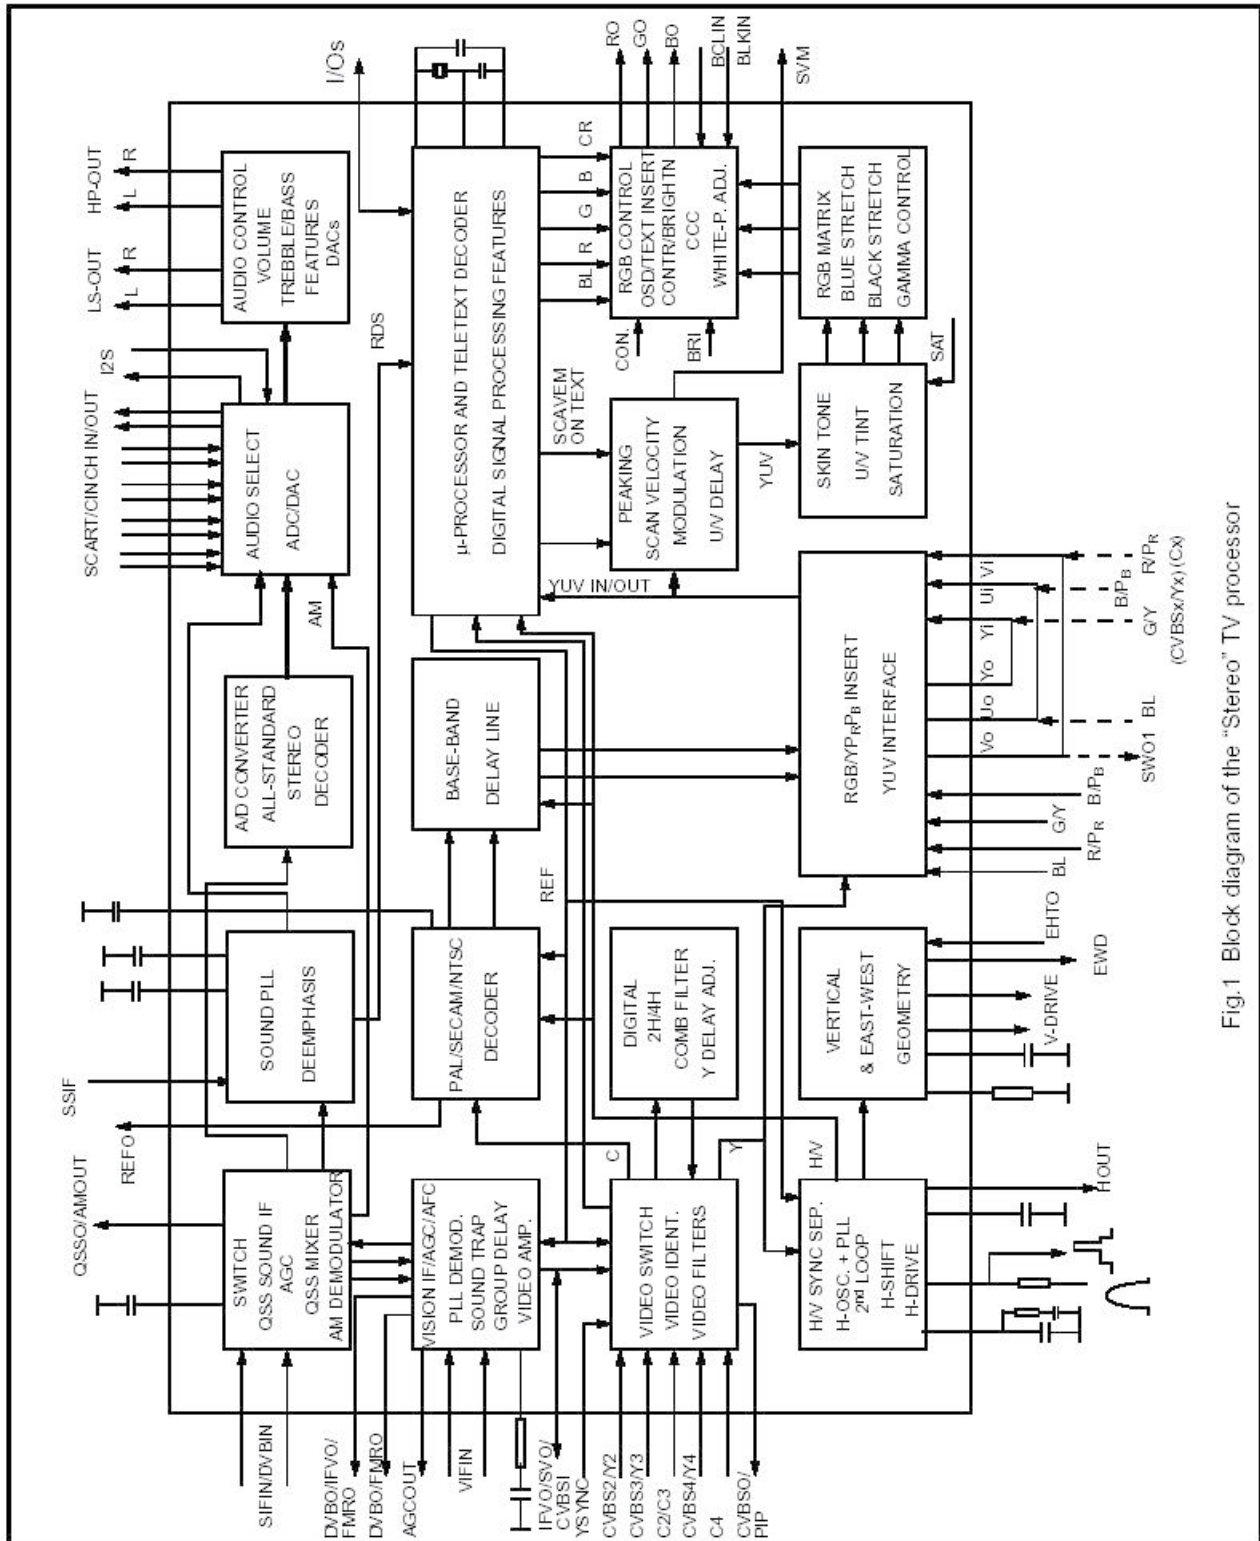 QSSO/AMOUT
REFO
SSIF
SCART/CINCH IN/OUT
I2S
LS-OUT
HP-OUT
L
R
L
R
SWITCH
QSS SOUND IF
AGC
QSS MIXER
AM DEMODULATOR
SOUND PLL
DEEMPHASIS
A/D CONVERTER
ALL-STANDARD
STEREO
DECODER
AM
AUDIO SELECT
ADC/DAC
AUDIO CONTROL
VOLUME
TREBBLE/BASS
FEATURES
DACs
RDS
I/Os
SIFIN/DVBIN
DVBO/IFVO/
FMRO
DVBO/FMRO
AGCOUT
VIFIN
VISION IF/AGC/AFC
PLL DEMOD.
SOUND TRAP
GROUP DELAY
VIDEO AMP.
PAL/SECAM/NTSC
DECODER
BASE-BAND
DELAY LINE
µ-PROCESSOR AND TELETEXT DECODER
DIGITAL SIGNAL PROCESSING FEATURES
REF
YUV IN/OUT
SCAVEM
ON TEXT
BL
R
G
B
CR
IFVO/SVO/
CVBSI
YSYNC
CVBS2/Y2
CVBS3/Y3
C2/C3
CVBS4/Y4
C4
CVBSO/
PIP
VIDEO SWITCH
VIDEO IDENT.
VIDEO FILTERS
C
DIGITAL
2H/4H
COMB FILTER
Y DELAY ADJ.
Y
PEAKING
SCAN VELOCITY
MODULATION
U/V DELAY
CON.
BRI
RGB CONTROL
OSD/TEXT INSERT
CONTR/BRIGHTN
CCC
WHITE-P. ADJ.
RO
GO
BO
BCLIN
BLKIN
SVM
H/V
YUV
H/V SYNC SEP.
H-OSC. + PLL
2nd LOOP
H-SHIFT
H-DRIVE
VERTICAL
& EAST-WEST
GEOMETRY
RGB/YPRPB INSERT
YUV INTERFACE
SKIN TONE
U/V TINT
SATURATION
SAT
RGB MATRIX
BLUE STRETCH
BLACK STRETCH
GAMMA CONTROL
HOUT
V-DRIVE
EWD
EHTO
BL
R/PR
G/Y
B/PB
Vo
Uo
Yo
Yi
Ui
Vi
SWO1
BL
G/Y
B/PB
R/PR
(CVBSx/Yx)
(Cx)
Fig.1 Block diagram of the "Stereo" TV processor